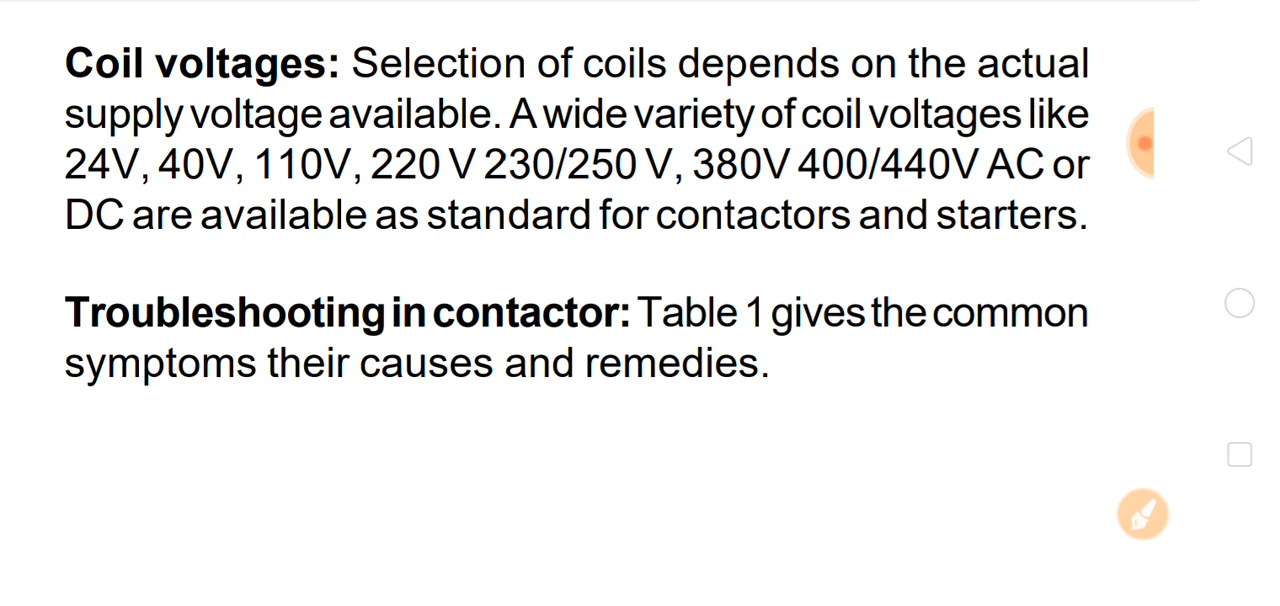 Coil voltages: Selection of coils depends on the actual
supply voltage available. A wide variety of coil voltages like
24V, 40V, 110V, 220 V 230/250 V, 380V 400/440V AC or
DC are available as standard for contactors and starters.
Troubleshooting in contactor: Table 1 gives the common
symptoms their causes and remedies.